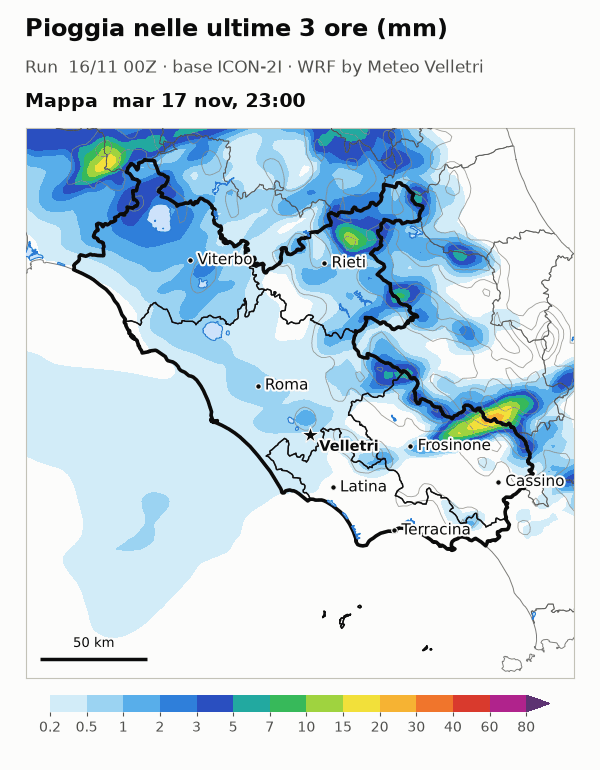 Pioggia nelle ultime 3 ore (mm)
Run  16/11 00Z · base ICON-2I · WRF by Meteo Velletri
Mappa  mar 17 nov, 23:00
Viterbo
Rieti
Roma
Velletri
Frosinone
Latina
Cassino
Terracina
50 km
0.2 0.5 1 2 3 5 7 10 15 20 30 40 60 80